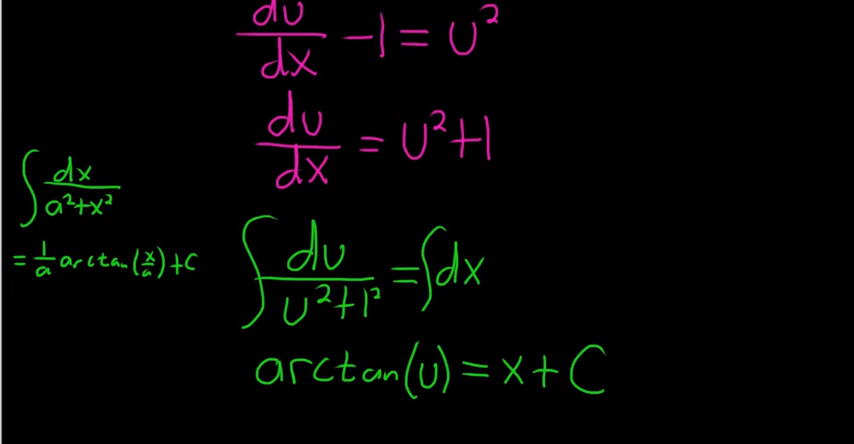 du/dx - 1 = u²
du/dx = u² + 1
∫ dx/(a² + x²)
= 1/a arctan(x/a) + C
∫ du/(u² + 1²) = ∫ dx
arctan(u) = x + C